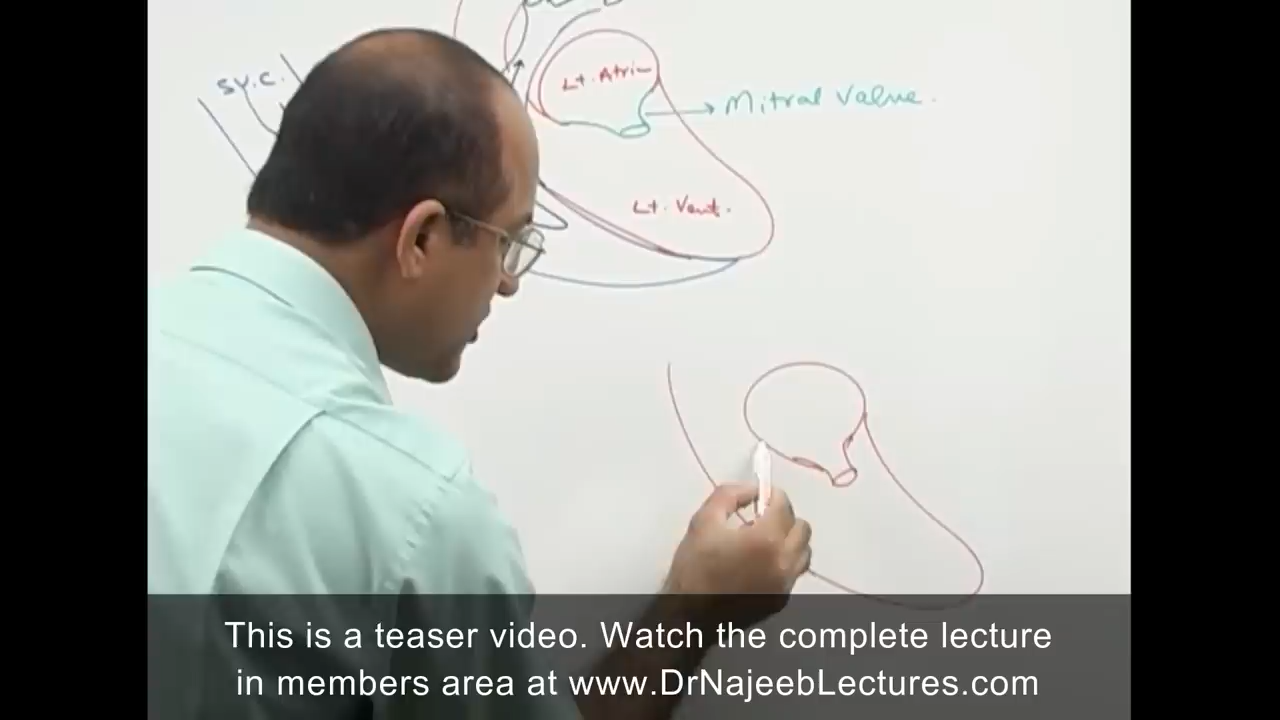 Lt. Atriu
s.v.c.
Mitral Valve.
Lt. Vent.
This is a teaser video. Watch the complete lecture
in members area at www.DrNajeebLectures.com